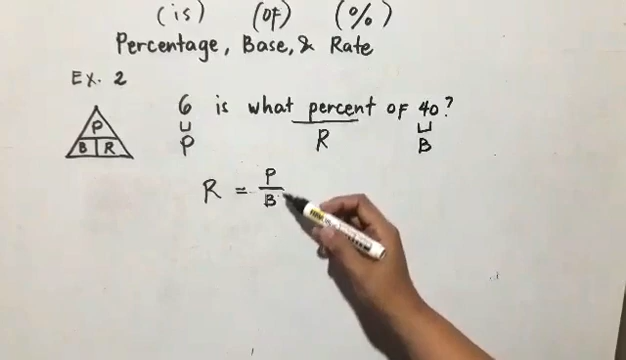 (is) (OF) (%)
Percentage, Base, & Rate
Ex. 2
6 is what percent of 40?
P R B
P
B R
R = P
B